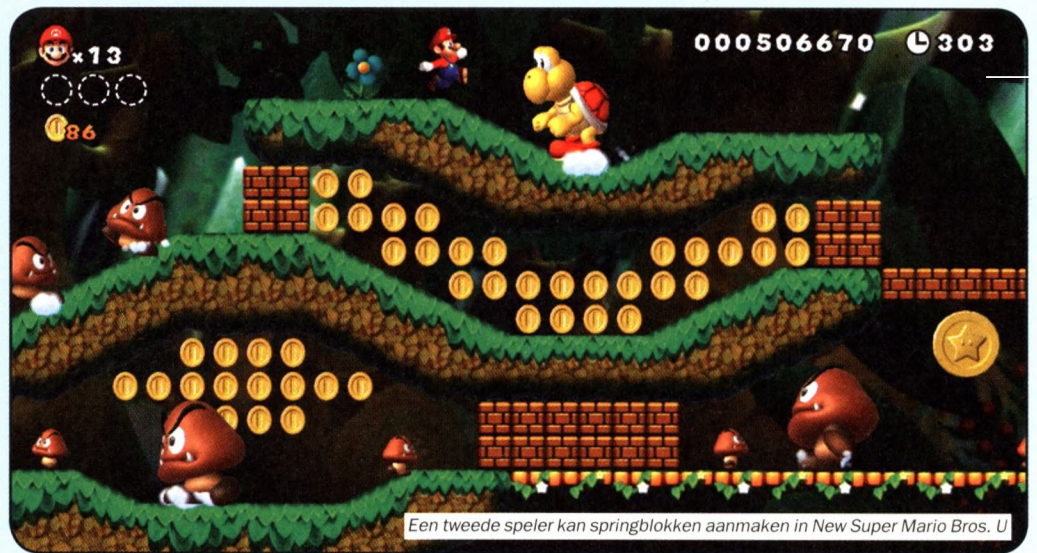 ×13
000506670
303
86
Een tweede speler kan springblokken aanmaken in New Super Mario Bros. U